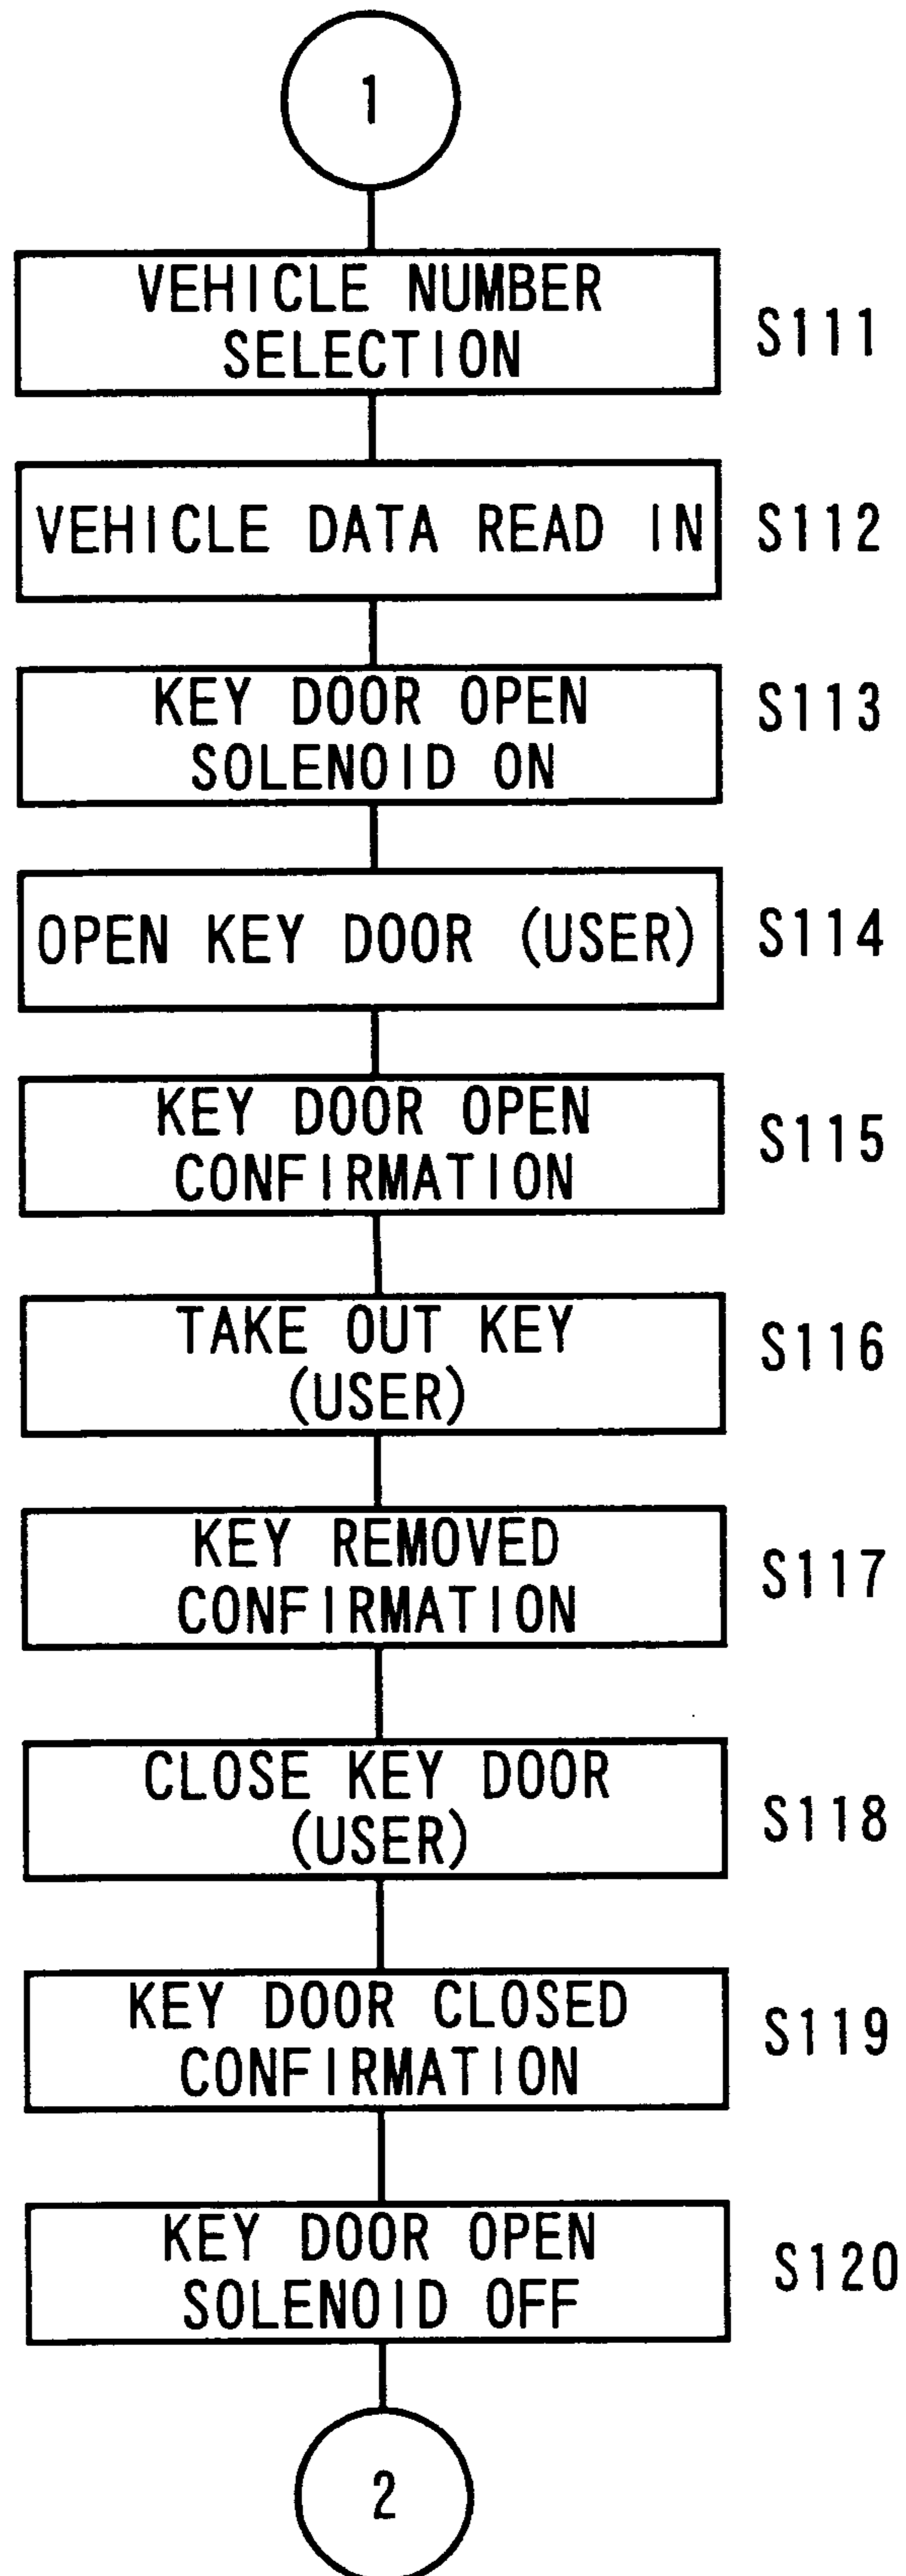 1
VEHICLE NUMBER
SELECTION
S111
VEHICLE DATA READ IN
S112
KEY DOOR OPEN
SOLENOID ON
S113
OPEN KEY DOOR (USER)
S114
KEY DOOR OPEN
CONFIRMATION
S115
TAKE OUT KEY
(USER)
S116
KEY REMOVED
CONFIRMATION
S117
CLOSE KEY DOOR
(USER)
S118
KEY DOOR CLOSED
CONFIRMATION
S119
KEY DOOR OPEN
SOLENOID OFF
S120
2